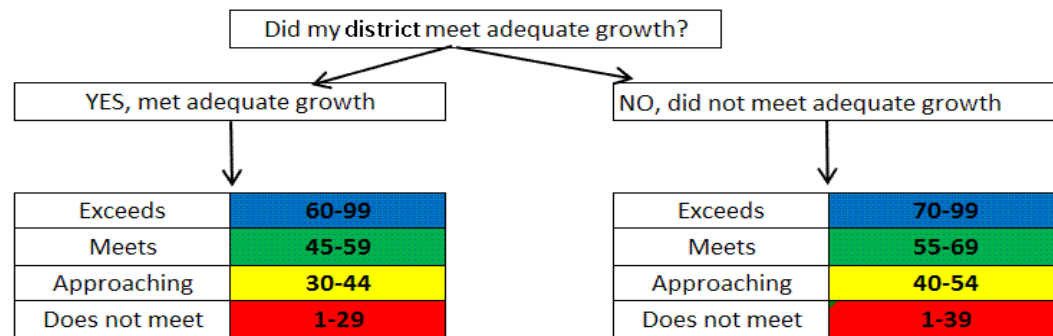 Did my district meet adequate growth?
YES, met adequate growth
NO, did not meet adequate growth
Exceeds 60-99
Meets 45-59
Approaching 30-44
Does not meet 1-29
Exceeds 70-99
Meets 55-69
Approaching 40-54
Does not meet 1-39